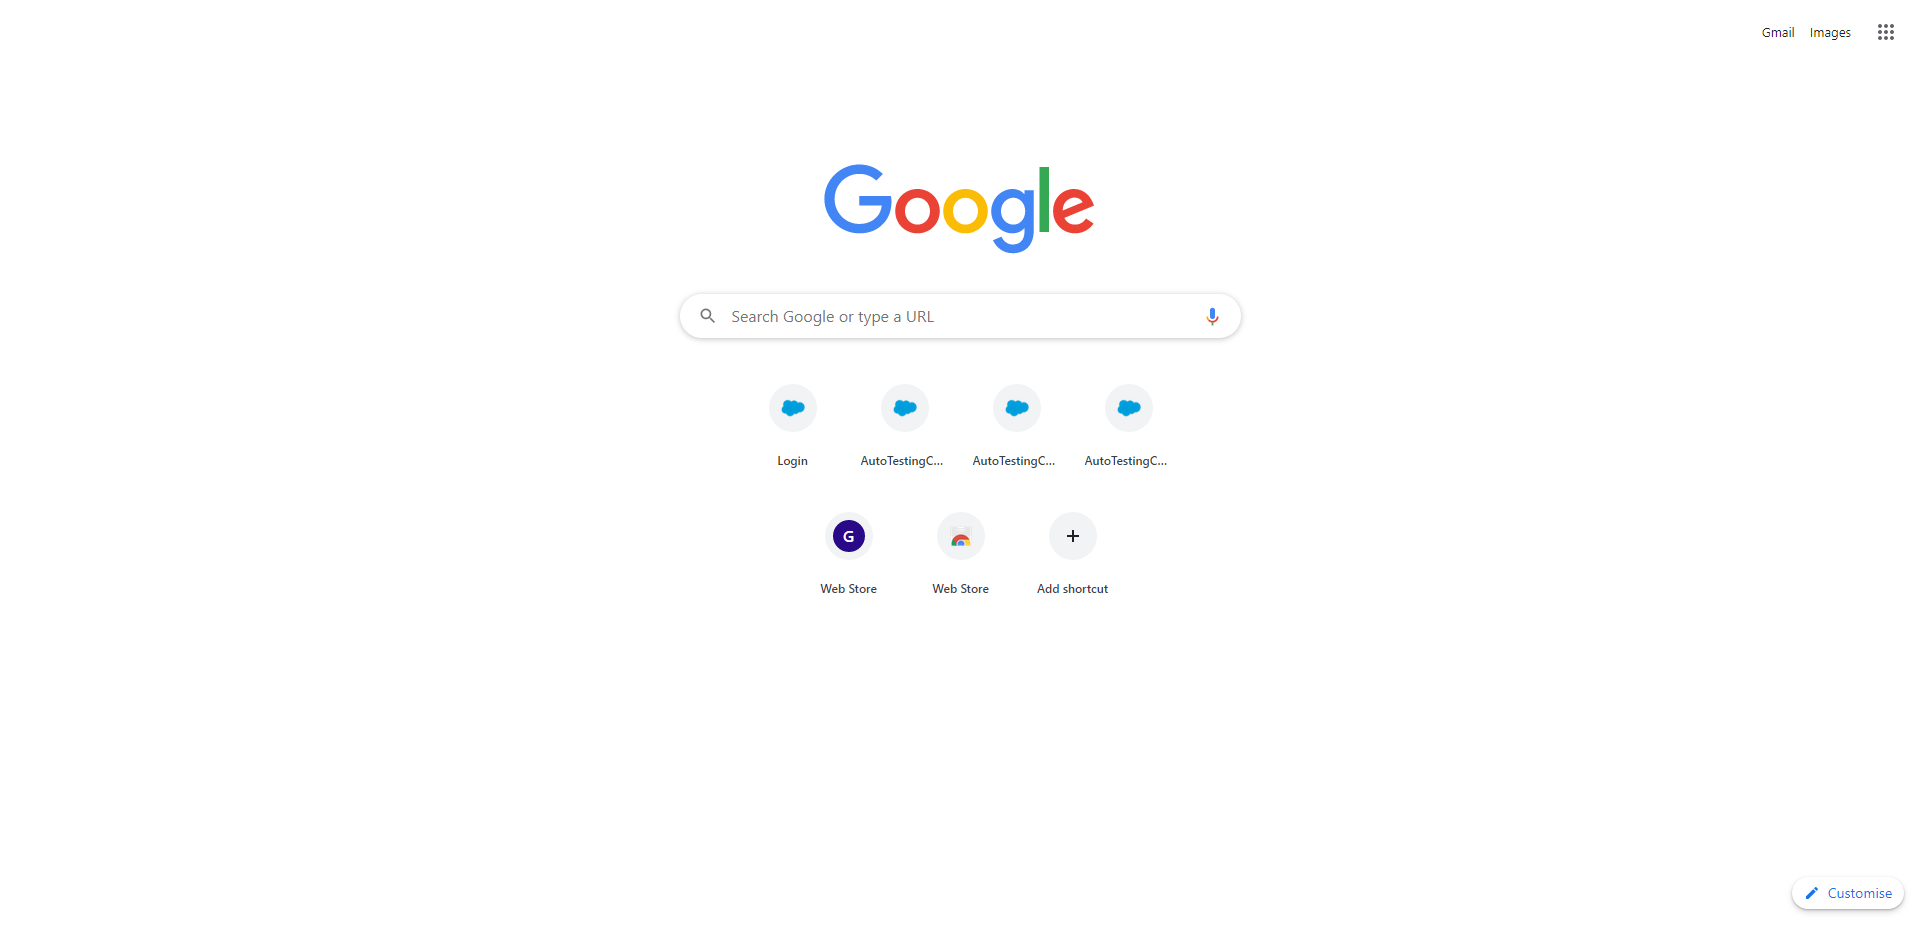 Gmail Images
Google
Search Google or type a URL
Login AutoTestingC... AutoTestingC... AutoTestingC...
G
Web Store Web Store Add shortcut
Customise